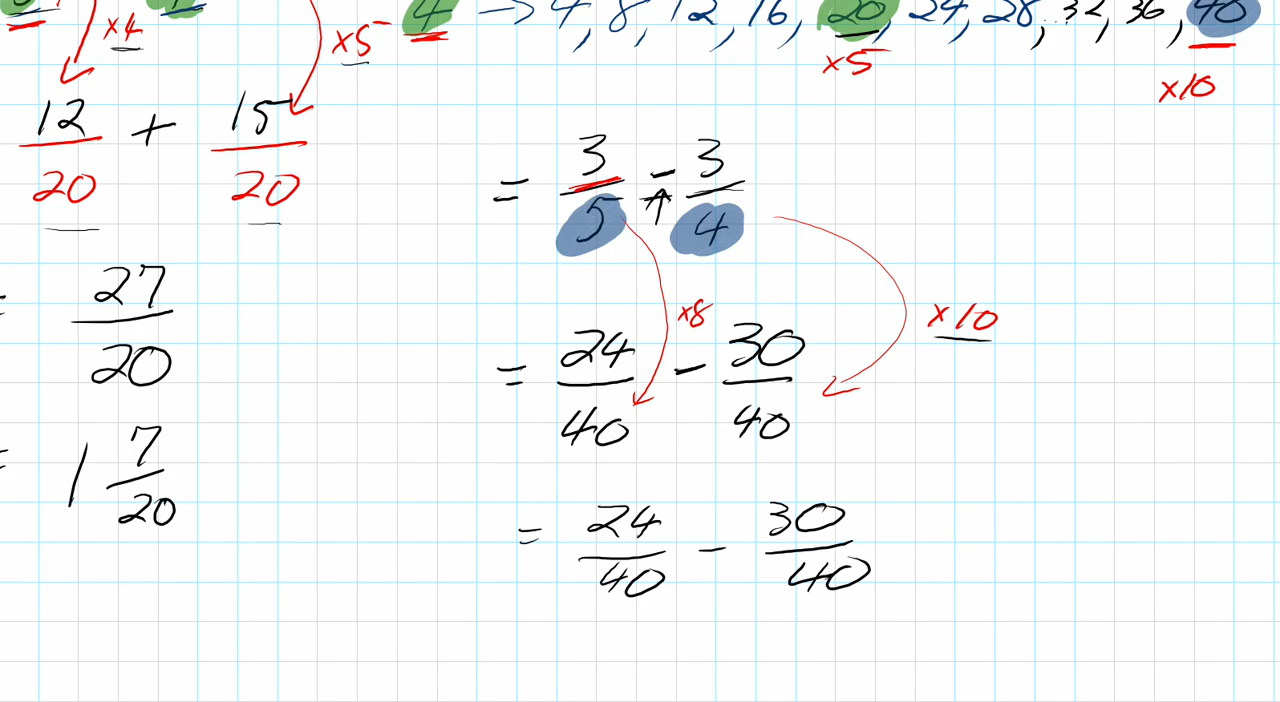 4 → 4, 8, 12, 16, 20, 24, 28, 32, 36, 40
×4
×5
×5
×10
12/20 + 15/20
= 3/5 - 3/4
= 27/20
×8
×10
= 24/40 - 30/40
= 1 7/20
= 24/40 - 30/40